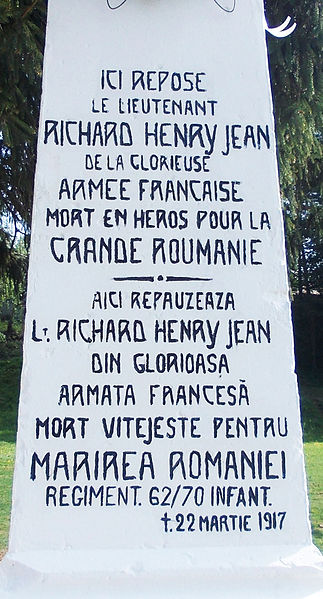 ICI REPOSE
LE LIEUTENANT
RICHARD HENRY JEAN
DE LA GLORIEUSE
ARMEE FRANCAISE
MORT EN HEROS POUR LA
GRANDE ROUMANIE
AICI REPAUZEAZA
LT. RICHARD HENRY JEAN
DIN GLORIOASA
ARMATA FRANCESĂ
MORT VITEJESTE PENTRU
MARIREA ROMANIEI
REGIMENT. 62/70 INFANT.
†. 22 MARTIE 1917